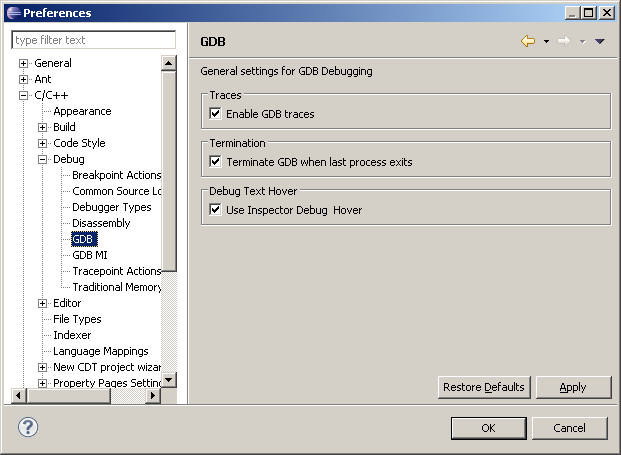 Preferences
type filter text
General
Ant
C/C++
Appearance
Build
Code Style
Debug
Breakpoint Actions
Common Source Lo
Debugger Types
Disassembly
GDB
GDB MI
Tracepoint Actions
Traditional Memory
Editor
File Types
Indexer
Language Mappings
New CDT project wizar
Property Pages Setting
GDB
General settings for GDB Debugging
Traces
Enable GDB traces
Termination
Terminate GDB when last process exits
Debug Text Hover
Use Inspector Debug Hover
Restore Defaults
Apply
?
OK
Cancel